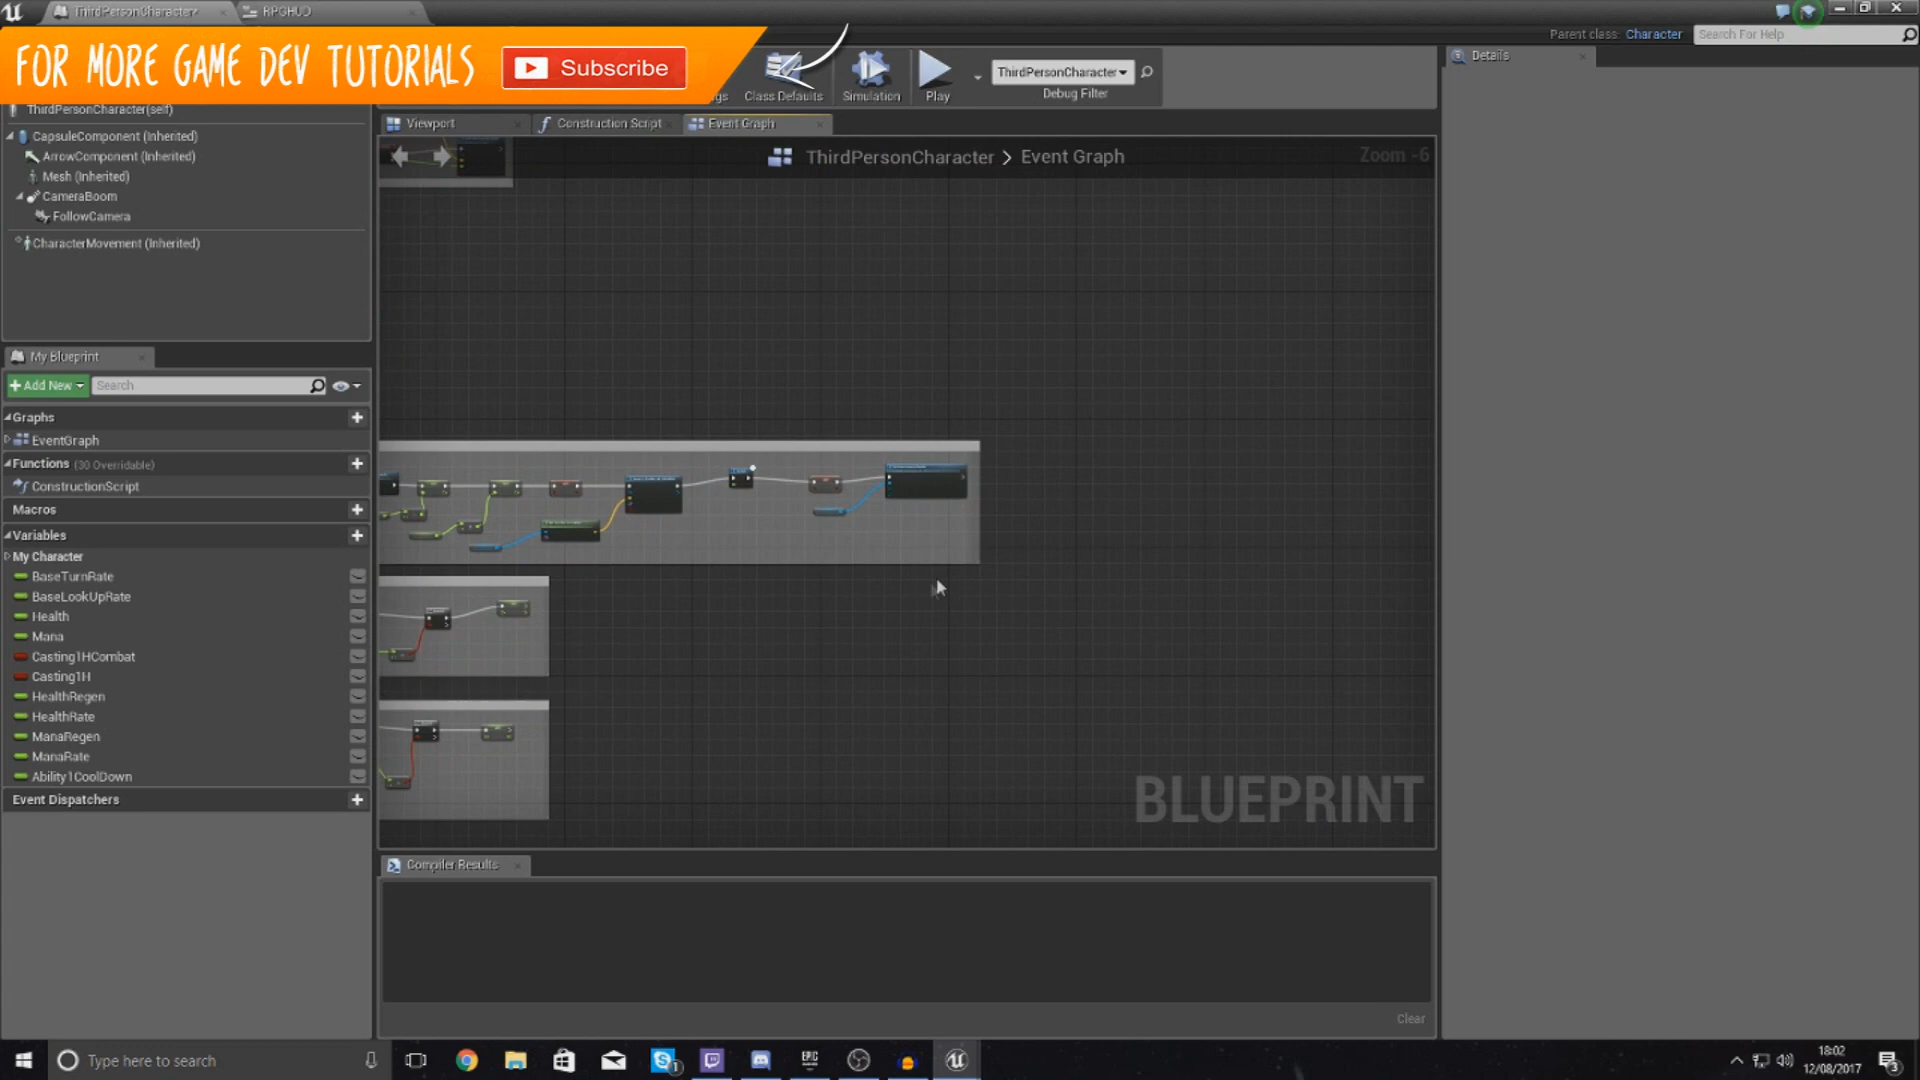 ThirdPersonCharacter*
RPGHUD
FOR MORE GAME DEV TUTORIALS
Subscribe
Parent class: Character
Search For Help
Class Defaults
Simulation
Play
ThirdPersonCharacter
Debug Filter
Details
ThirdPersonCharacter(self)
CapsuleComponent (Inherited)
ArrowComponent (Inherited)
Mesh (Inherited)
CameraBoom
FollowCamera
CharacterMovement (Inherited)
Viewport
Construction Script
Event Graph
ThirdPersonCharacter > Event Graph
Zoom -6
My Blueprint
Add New
Search
Graphs
EventGraph
Functions (30 Overridable)
ConstructionScript
Macros
Variables
My Character
BaseTurnRate
BaseLookUpRate
Health
Mana
Casting1HCombat
Casting1H
HealthRegen
HealthRate
ManaRegen
ManaRate
Ability1CoolDown
Event Dispatchers
BLUEPRINT
Compiler Results
Clear
Type here to search
EPIC
18:02
12/08/2017